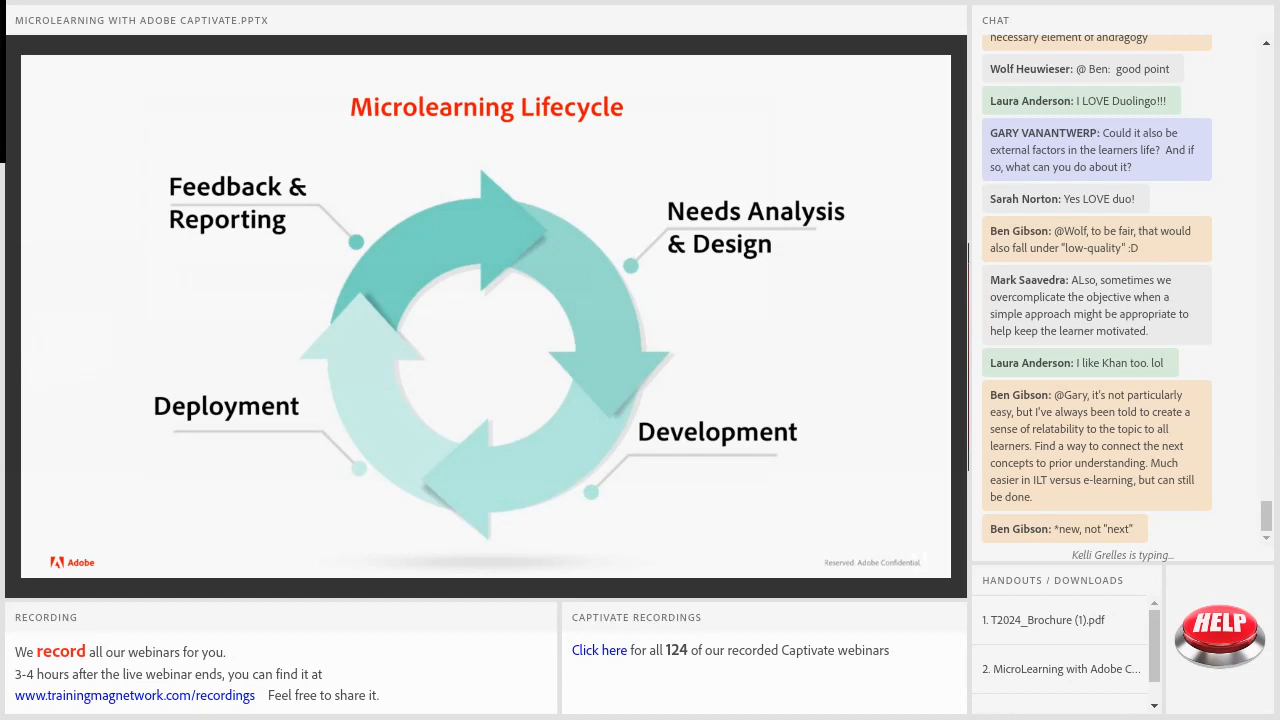 MICROLEARNING WITH ADOBE CAPTIVATE.PPTX
Microlearning Lifecycle
Feedback &
Reporting
Needs Analysis
& Design
Deployment
Development
Adobe
Reserved. Adobe Confidential.
RECORDING
We record all our webinars for you.
3-4 hours after the live webinar ends, you can find it at
www.trainingmagnetwork.com/recordings Feel free to share it.
CAPTIVATE RECORDINGS
Click here for all 124 of our recorded Captivate webinars
CHAT
necessary element of andragogy
Wolf Heuwieser: @ Ben: good point
Laura Anderson: I LOVE Duolingo!!!
GARY VANANTWERP: Could it also be
external factors in the learners life? And if
so, what can you do about it?
Sarah Norton: Yes LOVE duo!
Ben Gibson: @Wolf, to be fair, that would
also fall under "low-quality" :D
Mark Saavedra: ALso, sometimes we
overcomplicate the objective when a
simple approach might be appropriate to
help keep the learner motivated.
Laura Anderson: I like Khan too. lol
Ben Gibson: @Gary, it's not particularly
easy, but I've always been told to create a
sense of relatability to the topic to all
learners. Find a way to connect the next
concepts to prior understanding. Much
easier in ILT versus e-learning, but can still
be done.
Ben Gibson: *new, not "next"
Kelli Grelles is typing...
HANDOUTS / DOWNLOADS
1. T2024_Brochure (1).pdf
2. MicroLearning with Adobe C...
HELP